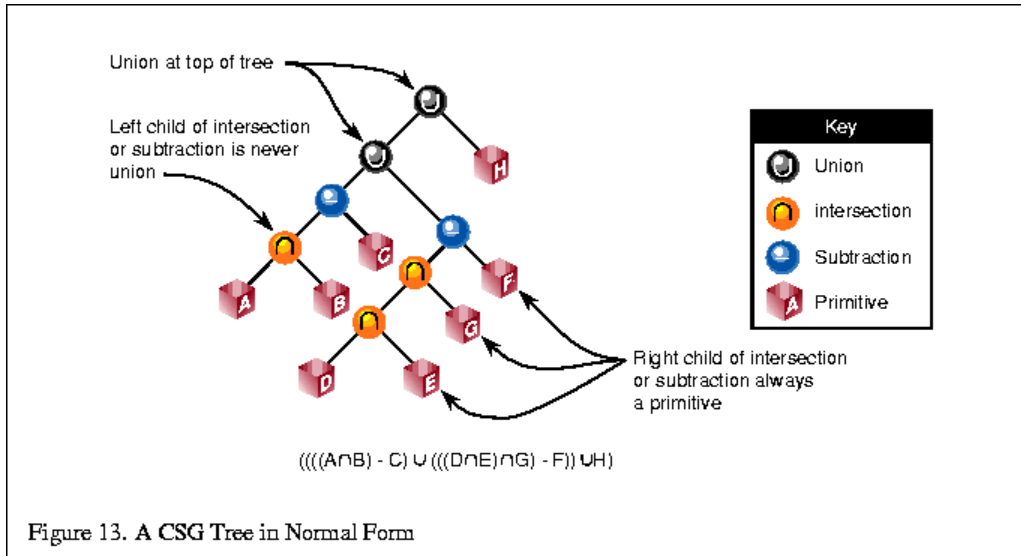 Union at top of tree
Left child of intersection
or subtraction is never
union
H
C
F
A
B
G
D
E
Key
Union
intersection
Subtraction
A
Primitive
Right child of intersection
or subtraction always
a primitive
((((A∩B) - C) ∪ (((D∩E)∩G) - F)) ∪H)
Figure 13. A CSG Tree in Normal Form